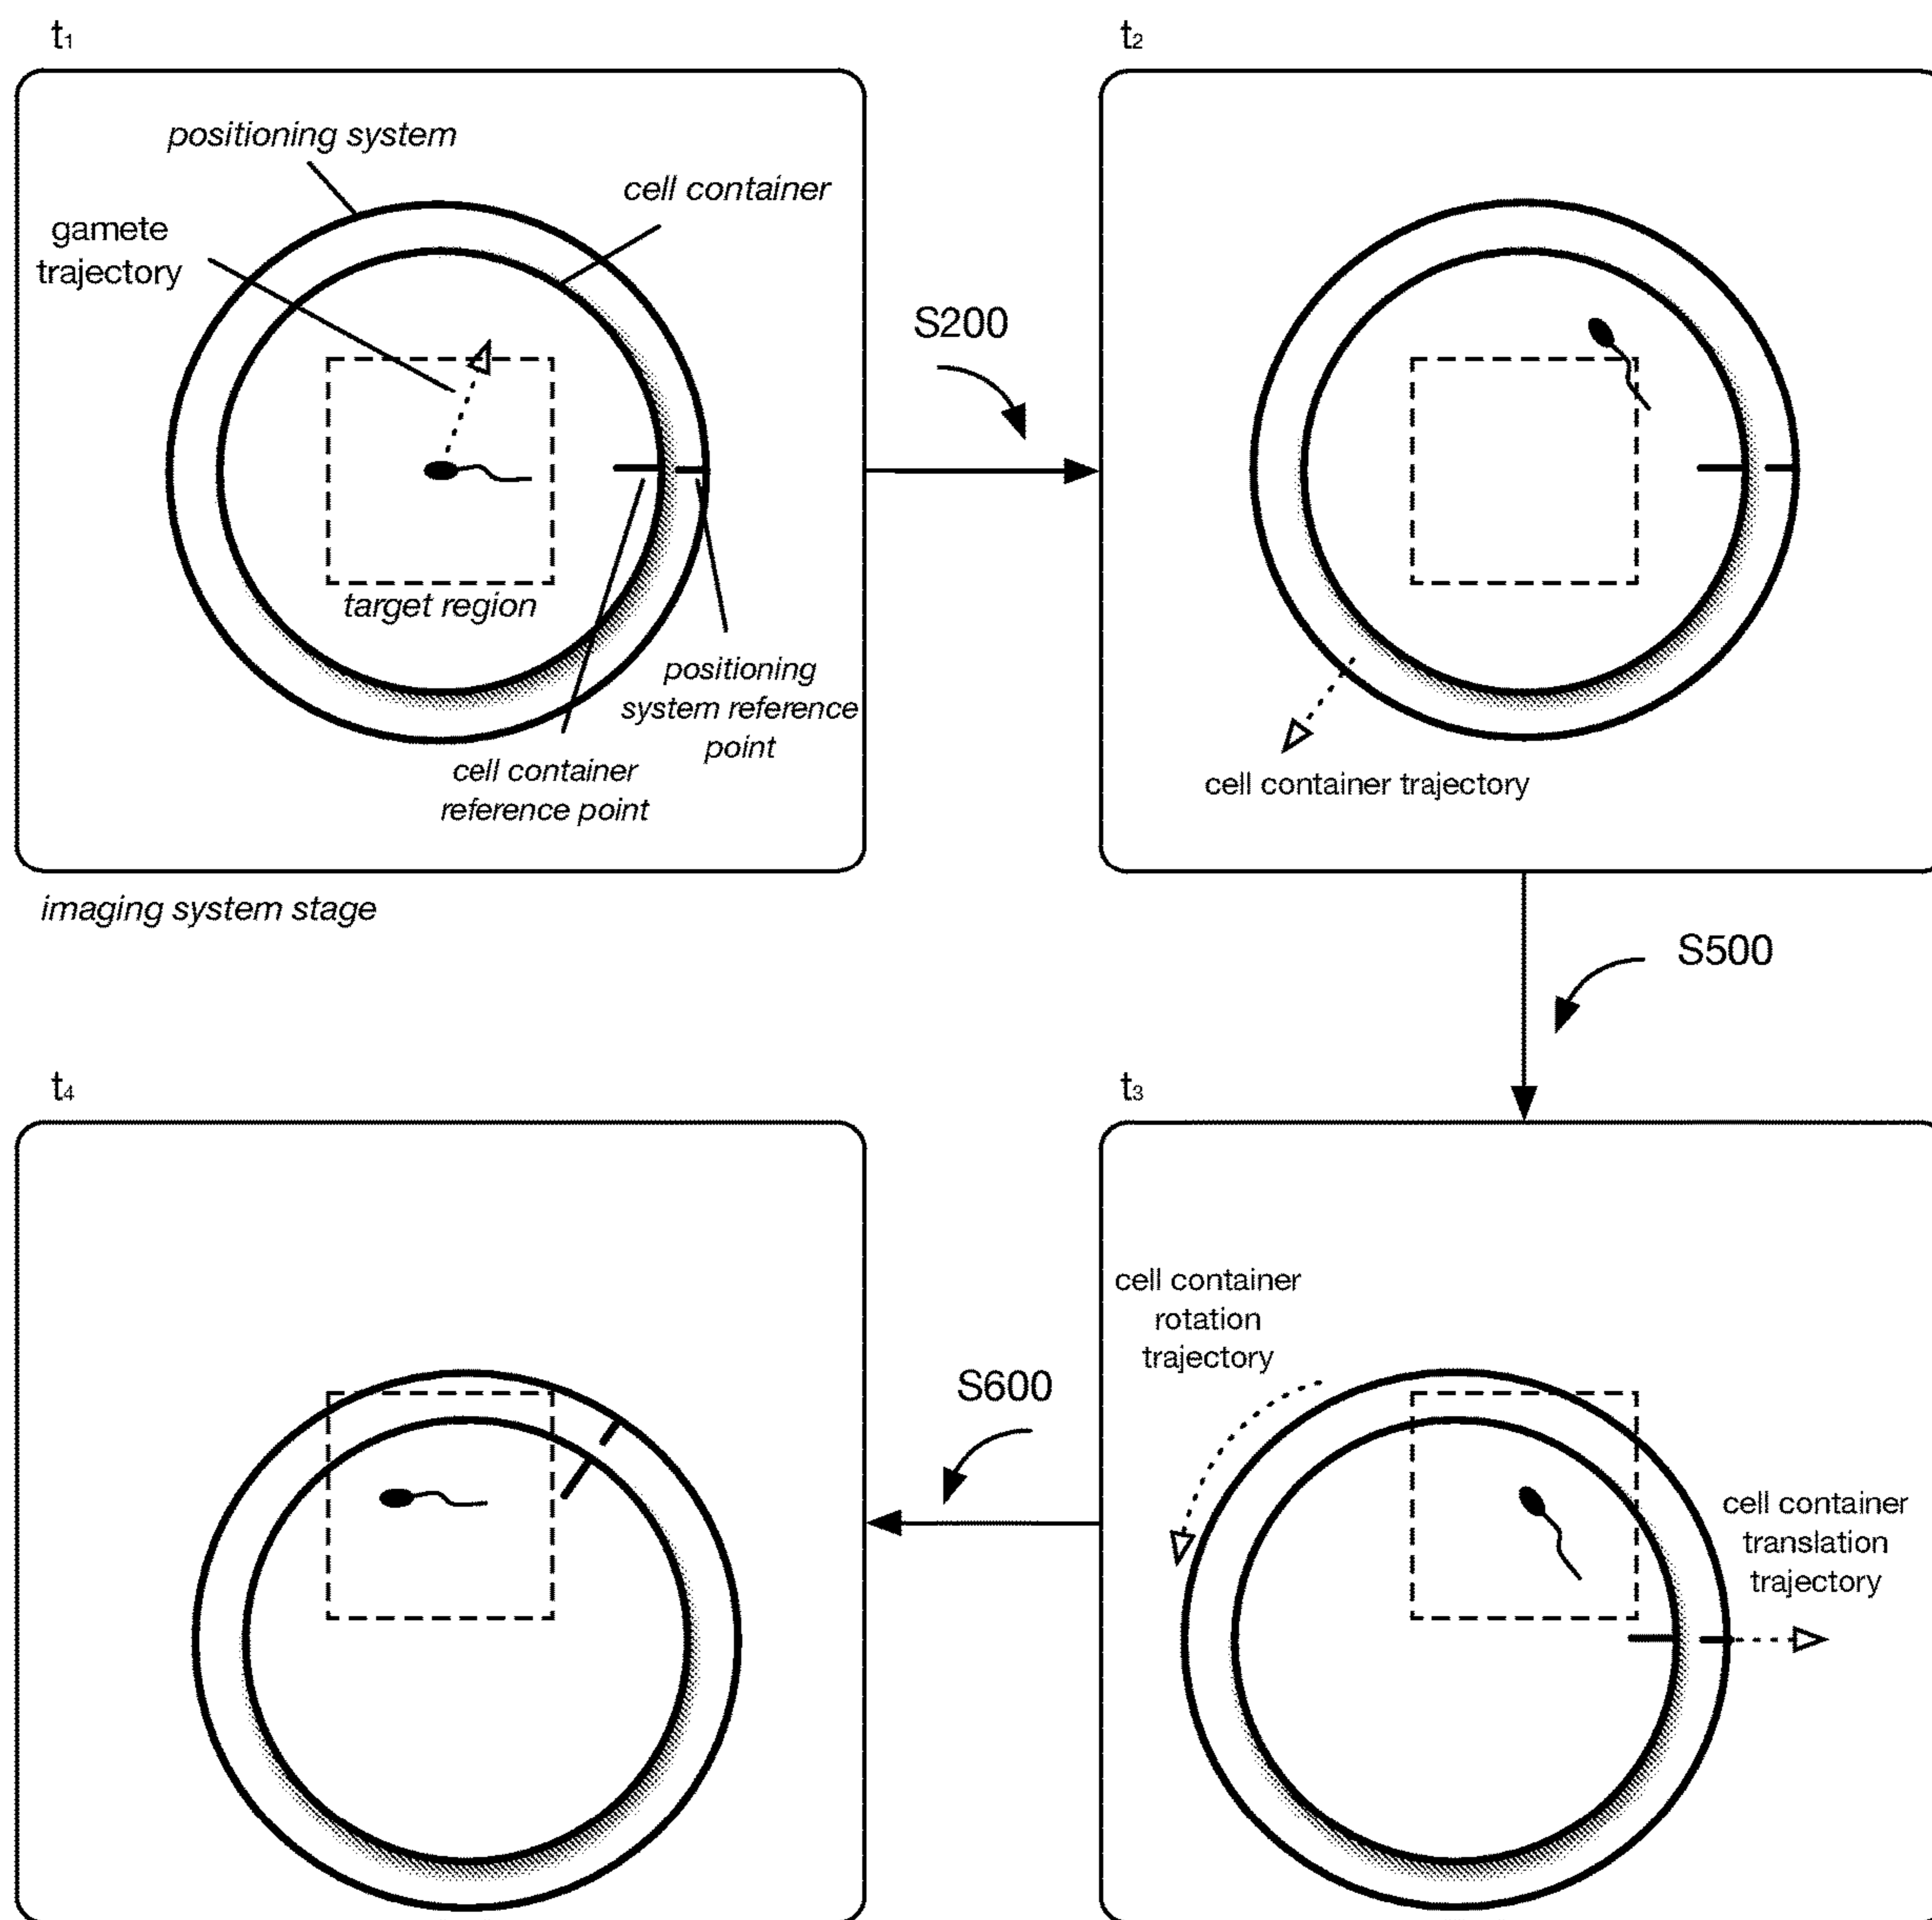 t₁
positioning system
cell container
gamete
trajectory
target region
positioning
system reference
point
cell container
reference point
imaging system stage
S200
t₂
cell container trajectory
S500
t₃
cell container
rotation
trajectory
cell container
translation
trajectory
S600
t₄